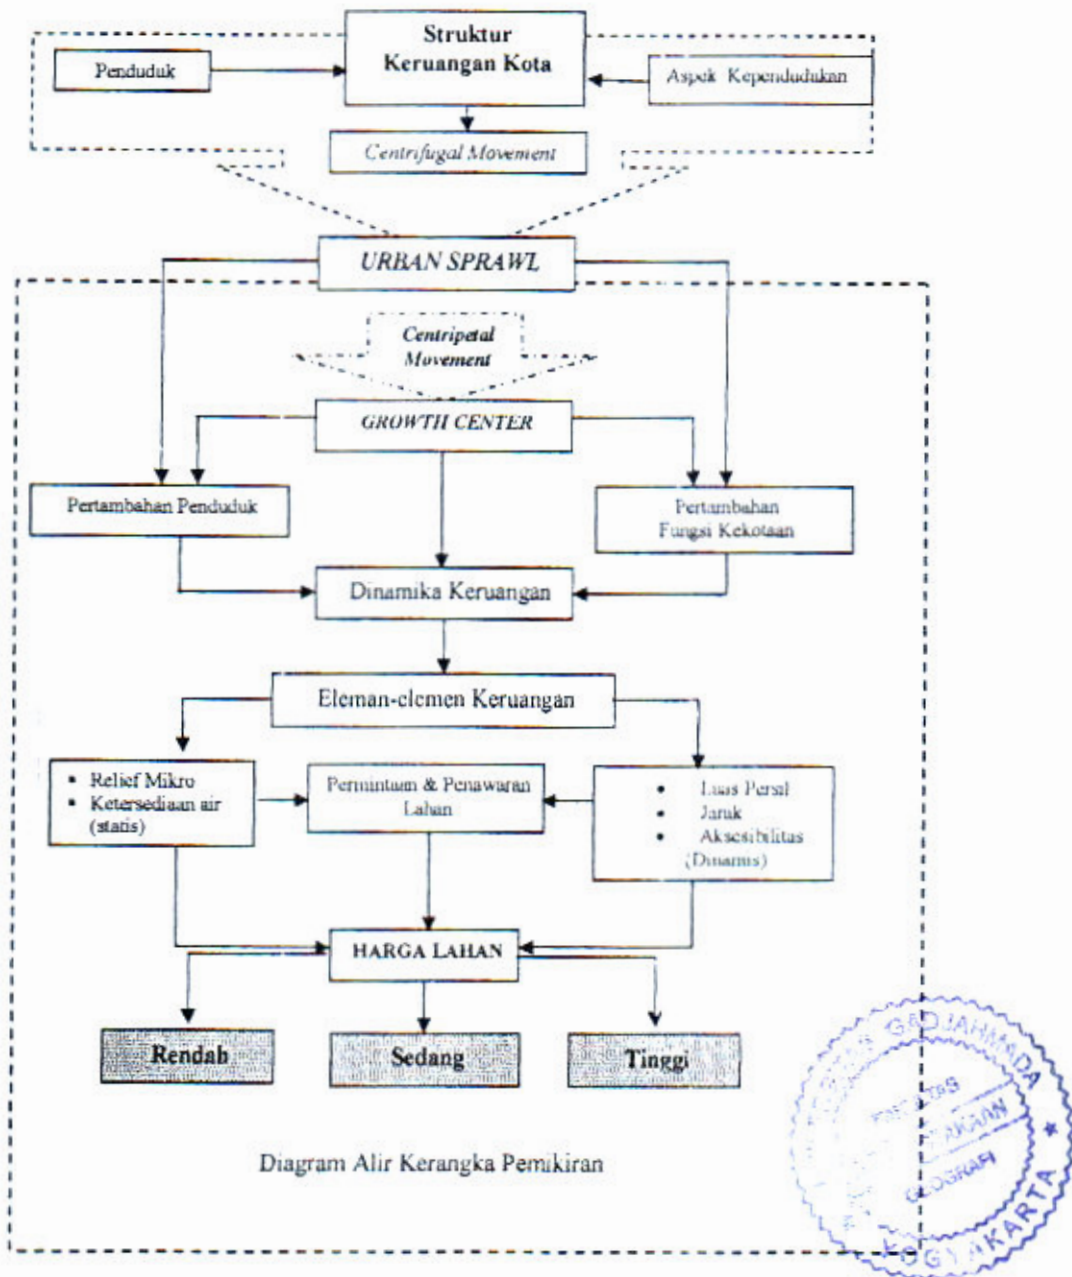 Struktur
Keruangan Kota
Penduduk
Aspek Kependudukan
Centrifugal Movement
URBAN SPRAWL
Centripetal
Movement
GROWTH CENTER
Pertambahan Penduduk
Pertambahan
Fungsi Kekotaan
Dinamika Keruangan
Eleman-elemen Keruangan
▪ Relief Mikro
▪ Ketersediaan air
(statis)
Permintaan & Penawaran
Lahan
• Luas Persil
• Jarak
• Aksesibilitas
(Dinamis)
HARGA LAHAN
Rendah
Sedang
Tinggi
Diagram Alir Kerangka Pemikiran
GADJAHMADA
GEOGRAFI
YOGYAKARTA